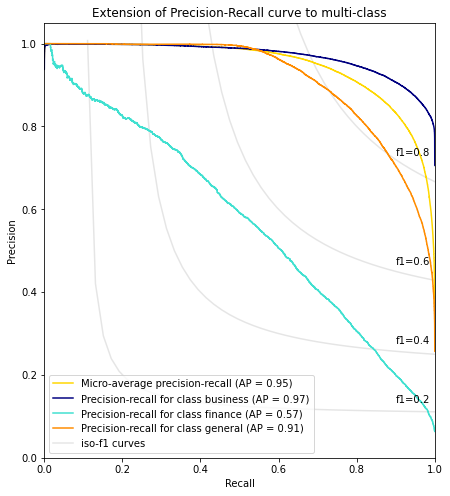 Extension of Precision-Recall curve to multi-class
1.0
0.8
0.6
0.4
0.2
0.0
Precision
f1=0.8
f1=0.6
f1=0.4
f1=0.2
Micro-average precision-recall (AP = 0.95)
Precision-recall for class business (AP = 0.97)
Precision-recall for class finance (AP = 0.57)
Precision-recall for class general (AP = 0.91)
iso-f1 curves
0.0 0.2 0.4 0.6 0.8 1.0
Recall